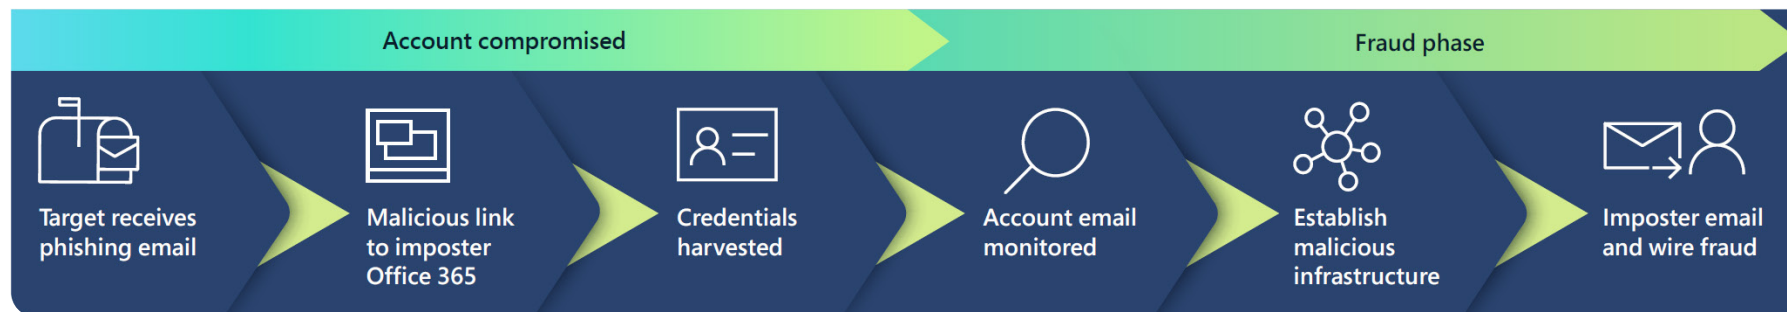 Account compromised
Fraud phase
Target receives
phishing email
Malicious link
to imposter
Office 365
Credentials
harvested
Account email
monitored
Establish
malicious
infrastructure
Imposter email
and wire fraud